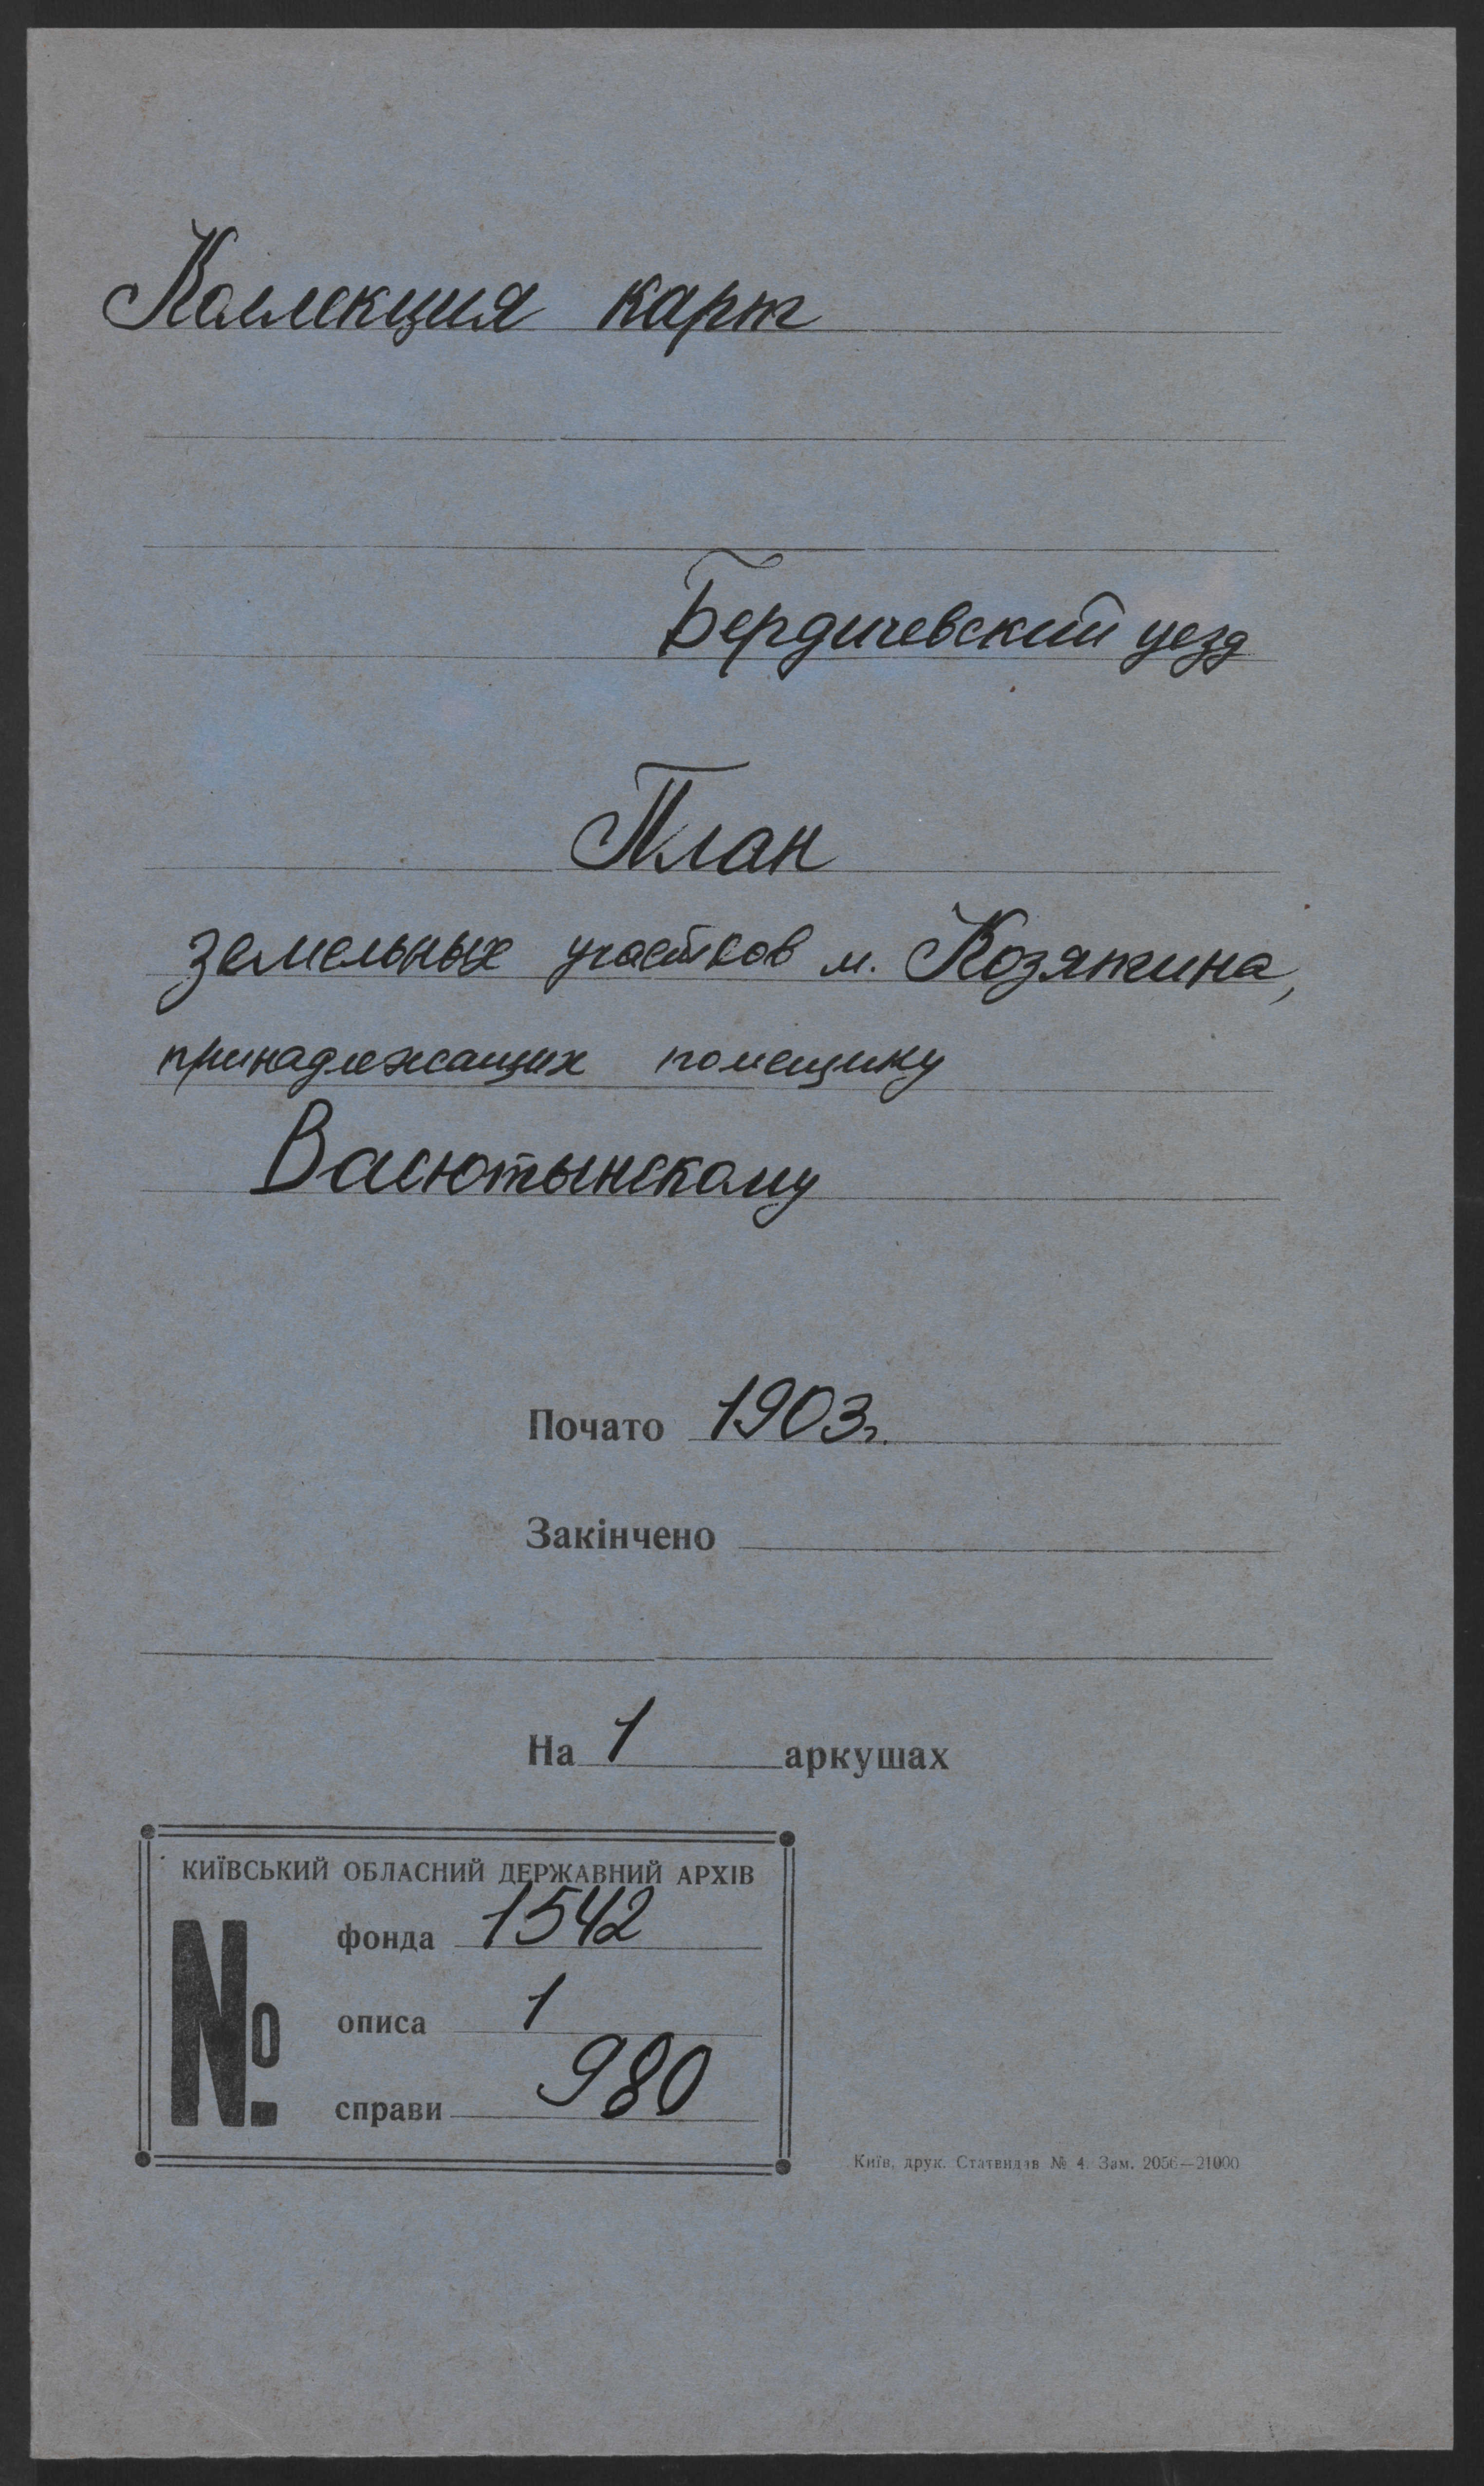 Коллекция карт
Бердичевский уезд
План
земельных участков м. Козятина,
принадлежащих помещику
Васютынскому
Почато 1903 г.
Закінчено
На 1 аркушах
КИЇВСЬКИЙ ОБЛАСНИЙ ДЕРЖАВНИЙ АРХІВ
№
фонда 1542
описа 1
справи 980
Київ, друк. Статвидав № 4. Зам. 2056—21000